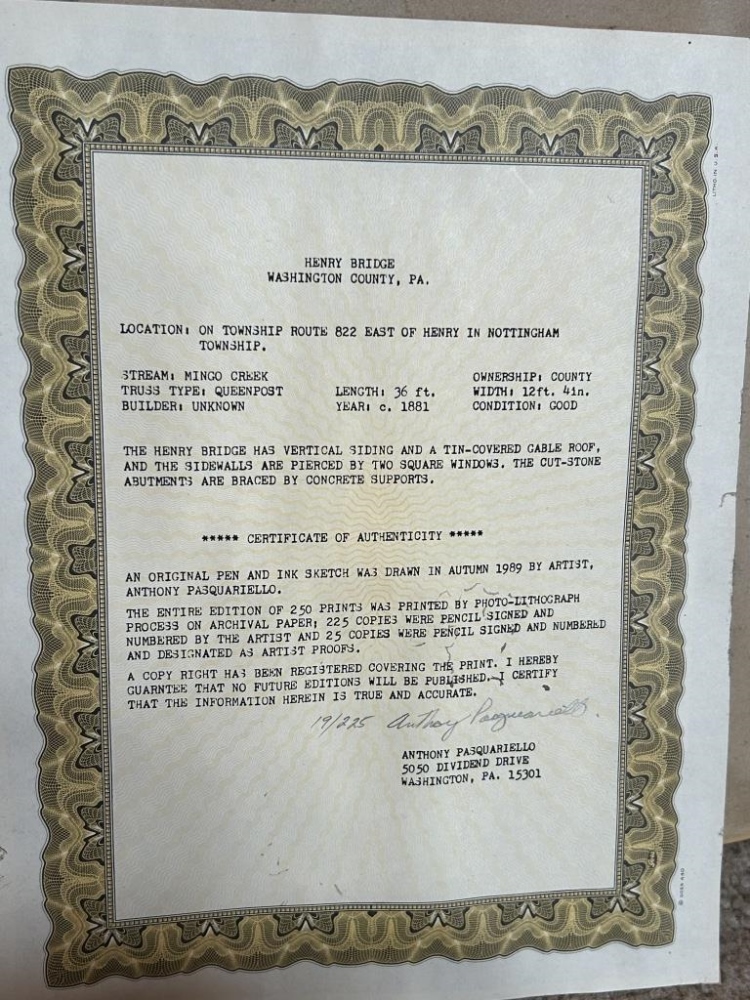 LITHO IN U.S.A.
HENRY BRIDGE
WASHINGTON COUNTY, PA.
LOCATION: ON TOWNSHIP ROUTE 822 EAST OF HENRY IN NOTTINGHAM
TOWNSHIP.
STREAM: MINGO CREEK OWNERSHIP: COUNTY
TRUSS TYPE: QUEENPOST LENGTH: 36 ft. WIDTH: 12ft. 4in.
BUILDER: UNKNOWN YEAR: c. 1881 CONDITION: GOOD
THE HENRY BRIDGE HAS VERTICAL SIDING AND A TIN-COVERED GABLE ROOF,
AND THE SIDEWALLS ARE PIERCED BY TWO SQUARE WINDOWS. THE CUT-STONE
ABUTMENTS ARE BRACED BY CONCRETE SUPPORTS.
***** CERTIFICATE OF AUTHENTICITY *****
AN ORIGINAL PEN AND INK SKETCH WAS DRAWN IN AUTUMN 1989 BY ARTIST,
ANTHONY PASQUARIELLO.
THE ENTIRE EDITION OF 250 PRINTS WAS PRINTED BY PHOTO-LITHOGRAPH
PROCESS ON ARCHIVAL PAPER; 225 COPIES WERE PENCIL SIGNED AND
NUMBERED BY THE ARTIST AND 25 COPIES WERE PENCIL SIGNED AND NUMBERED
AND DESIGNATED AS ARTIST PROOFS.
A COPY RIGHT HAS BEEN REGISTERED COVERING THE PRINT. I HEREBY
GUARNTEE THAT NO FUTURE EDITIONS WILL BE PUBLISHED. I CERTIFY
THAT THE INFORMATION HEREIN IS TRUE AND ACCURATE.
19/225 Anthony Pasquariello
ANTHONY PASQUARIELLO
5050 DIVIDEND DRIVE
WASHINGTON, PA. 15301